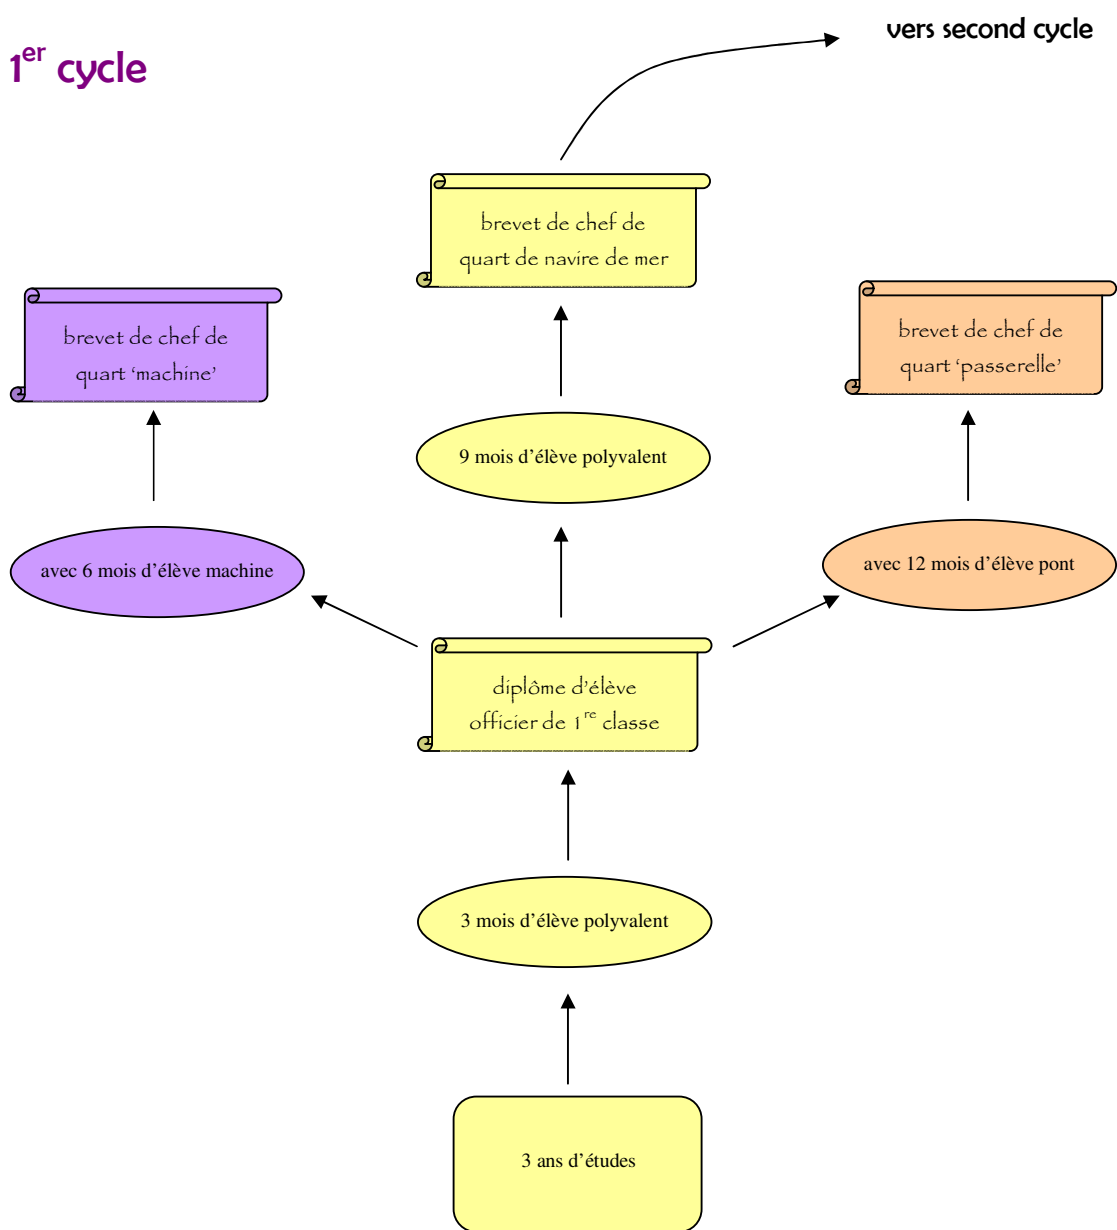 vers second cycle
1er cycle
brevet de chef de
quart de navire de mer
brevet de chef de
quart ‘machine’
brevet de chef de
quart ‘passerelle’
9 mois d’élève polyvalent
avec 6 mois d’élève machine
avec 12 mois d’élève pont
diplôme d’élève
officier de 1re classe
3 mois d’élève polyvalent
3 ans d’études